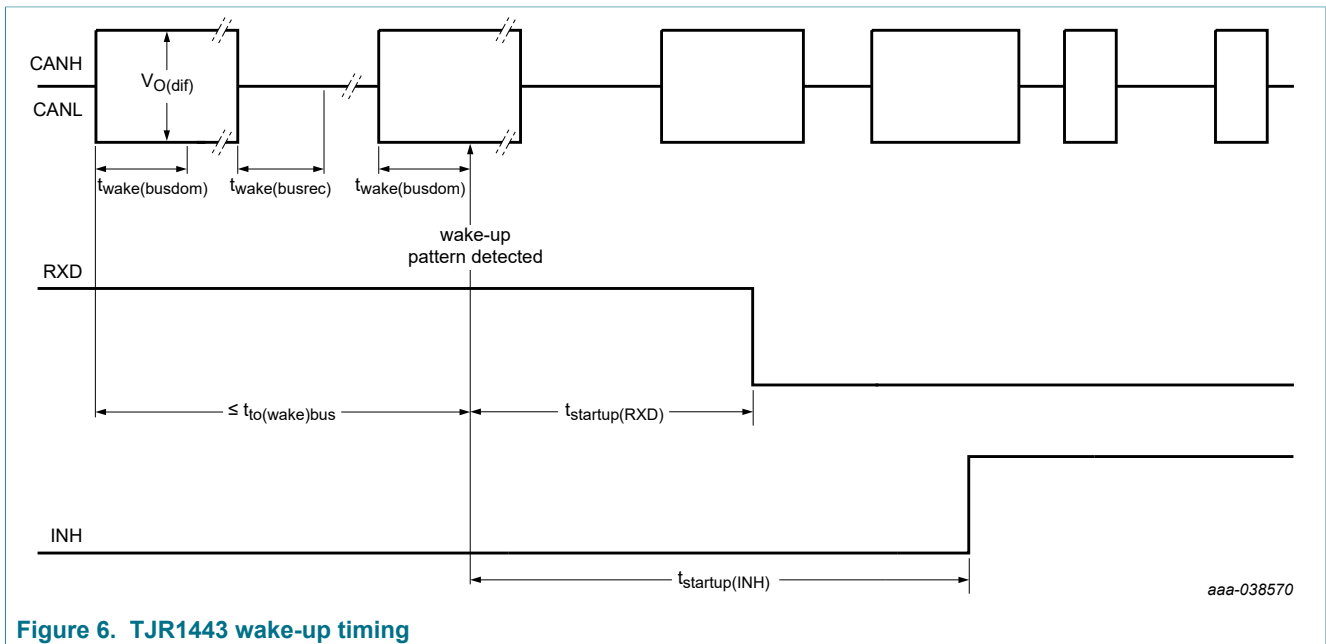 CANH
CANL
VO(dif)
twake(busdom)
twake(busrec)
twake(busdom)
wake-up
pattern detected
RXD
≤ tto(wake)bus
tstartup(RXD)
INH
tstartup(INH)
aaa-038570
Figure 6. TJR1443 wake-up timing